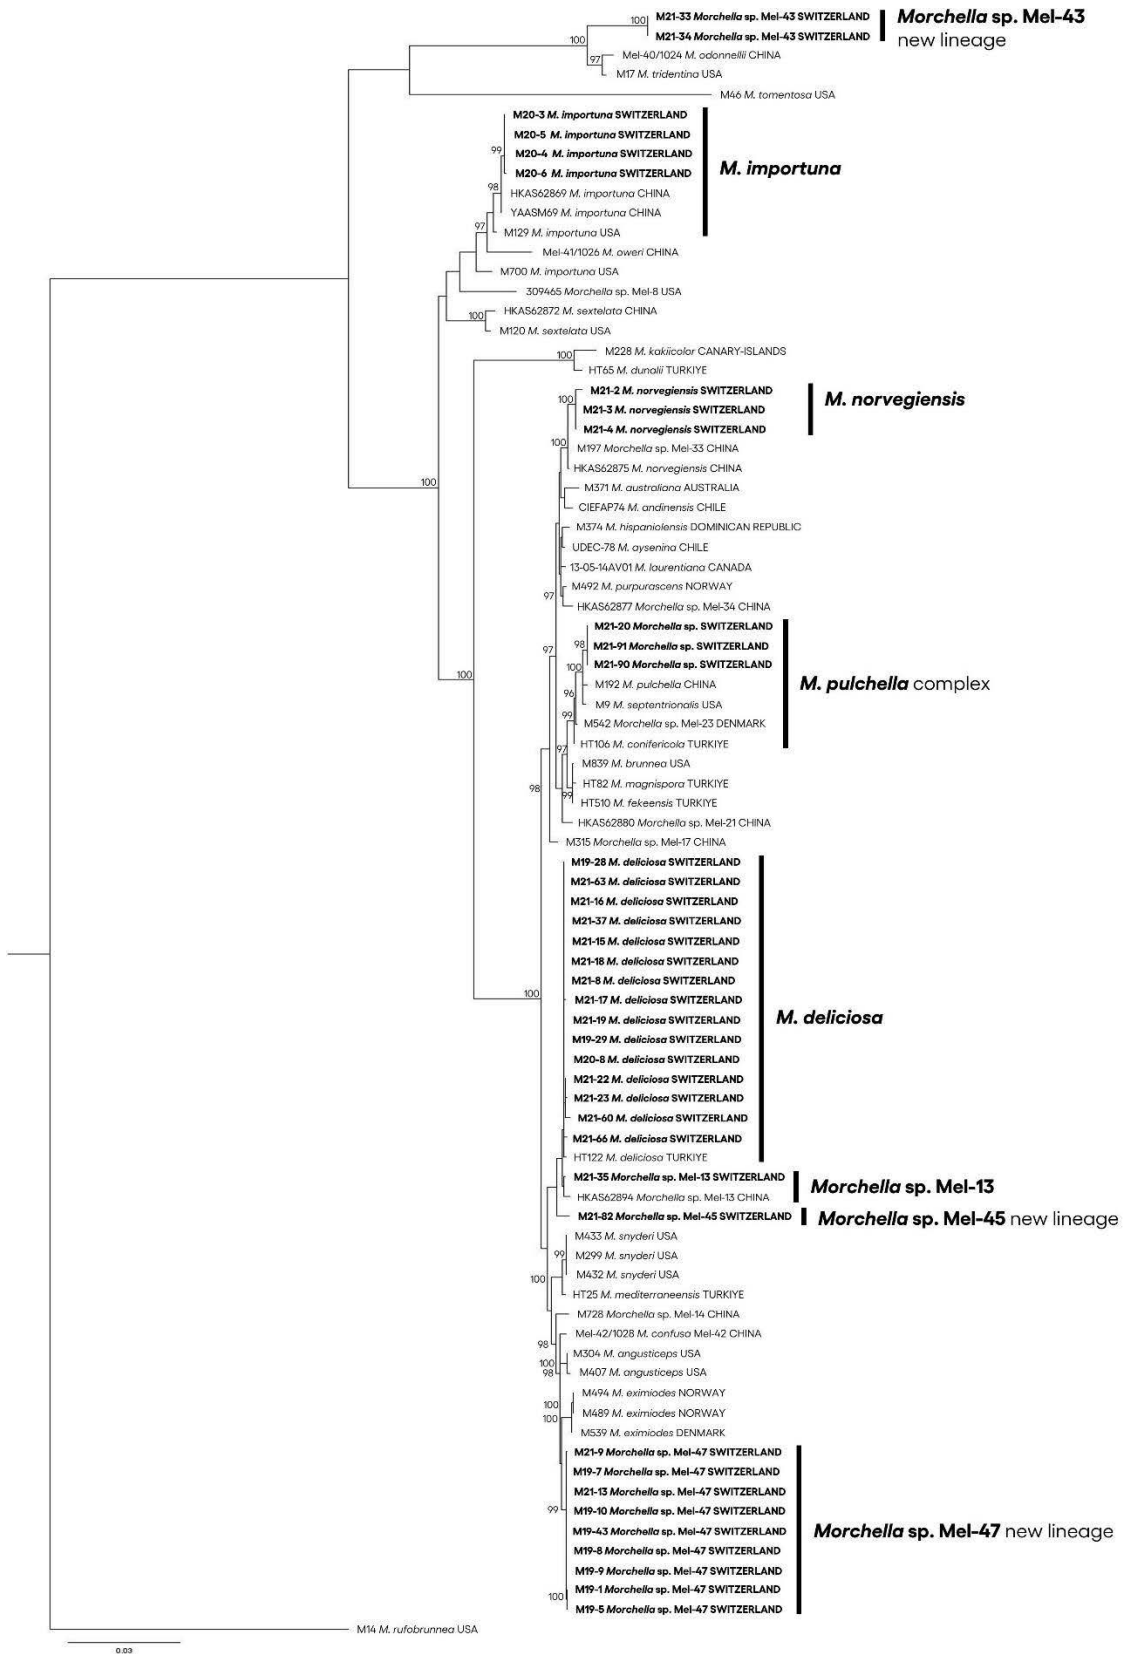 M21-33 Morchella sp. Mel-43 SWITZERLAND
100
Morchella sp. Mel-43
new lineage
M21-34 Morchella sp. Mel-43 SWITZERLAND
100
Mel-40/1024 M. odonnellii CHINA
97
M17 M. tridentina USA
M46 M. tomentosa USA
M20-3 M. importuna SWITZERLAND
M20-5 M. importuna SWITZERLAND
99
M20-4 M. importuna SWITZERLAND
M. importuna
M20-6 M. importuna SWITZERLAND
98
HKAS62869 M. importuna CHINA
YAASM69 M. importuna CHINA
97
M129 M. importuna USA
Mel-41/1026 M. oweri CHINA
M700 M. importuna USA
309465 Morchella sp. Mel-8 USA
HKAS62872 M. sextelata CHINA
100
M120 M. sextelata USA
M228 M. kakiicolor CANARY-ISLANDS
100
HT65 M. dunalii TURKIYE
M21-2 M. norvegiensis SWITZERLAND
100
M. norvegiensis
M21-3 M. norvegiensis SWITZERLAND
M21-4 M. norvegiensis SWITZERLAND
100
M197 Morchella sp. Mel-33 CHINA
HKAS62875 M. norvegiensis CHINA
100
M371 M. australiana AUSTRALIA
CIEFAP74 M. andinensis CHILE
M374 M. hispaniolensis DOMINICAN REPUBLIC
UDEC-78 M. aysenina CHILE
13-05-14AV01 M. laurentiana CANADA
M492 M. purpurascens NORWAY
97
HKAS62877 Morchella sp. Mel-34 CHINA
M21-20 Morchella sp. SWITZERLAND
98
97
M21-91 Morchella sp. SWITZERLAND
M21-90 Morchella sp. SWITZERLAND
100
100
M192 M. pulchella CHINA
M. pulchella complex
96
M9 M. septentrionalis USA
99
M542 Morchella sp. Mel-23 DENMARK
HT106 M. conifericola TURKIYE
97
M839 M. brunnea USA
HT82 M. magnispora TURKIYE
98
99
HT510 M. fekeensis TURKIYE
HKAS62880 Morchella sp. Mel-21 CHINA
M315 Morchella sp. Mel-17 CHINA
M19-28 M. deliciosa SWITZERLAND
M21-63 M. deliciosa SWITZERLAND
M21-16 M. deliciosa SWITZERLAND
M21-37 M. deliciosa SWITZERLAND
M21-15 M. deliciosa SWITZERLAND
M21-18 M. deliciosa SWITZERLAND
M21-8 M. deliciosa SWITZERLAND
100
M21-17 M. deliciosa SWITZERLAND
M. deliciosa
M21-19 M. deliciosa SWITZERLAND
M19-29 M. deliciosa SWITZERLAND
M20-8 M. deliciosa SWITZERLAND
M21-22 M. deliciosa SWITZERLAND
M21-23 M. deliciosa SWITZERLAND
M21-60 M. deliciosa SWITZERLAND
M21-66 M. deliciosa SWITZERLAND
HT122 M. deliciosa TURKIYE
M21-35 Morchella sp. Mel-13 SWITZERLAND
Morchella sp. Mel-13
HKAS62894 Morchella sp. Mel-13 CHINA
M21-82 Morchella sp. Mel-45 SWITZERLAND
Morchella sp. Mel-45 new lineage
M433 M. snyderi USA
99
M299 M. snyderi USA
M432 M. snyderi USA
100
HT25 M. mediterraneensis TURKIYE
M728 Morchella sp. Mel-14 CHINA
Mel-42/1028 M. confusa Mel-42 CHINA
98
M304 M. angusticeps USA
100
98
M407 M. angusticeps USA
M494 M. eximiodes NORWAY
100
M489 M. eximiodes NORWAY
100
M539 M. eximiodes DENMARK
M21-9 Morchella sp. Mel-47 SWITZERLAND
M19-7 Morchella sp. Mel-47 SWITZERLAND
M21-13 Morchella sp. Mel-47 SWITZERLAND
99
M19-10 Morchella sp. Mel-47 SWITZERLAND
M19-43 Morchella sp. Mel-47 SWITZERLAND
Morchella sp. Mel-47 new lineage
M19-8 Morchella sp. Mel-47 SWITZERLAND
M19-9 Morchella sp. Mel-47 SWITZERLAND
M19-1 Morchella sp. Mel-47 SWITZERLAND
100
M19-5 Morchella sp. Mel-47 SWITZERLAND
M14 M. rufobrunnea USA
0.03